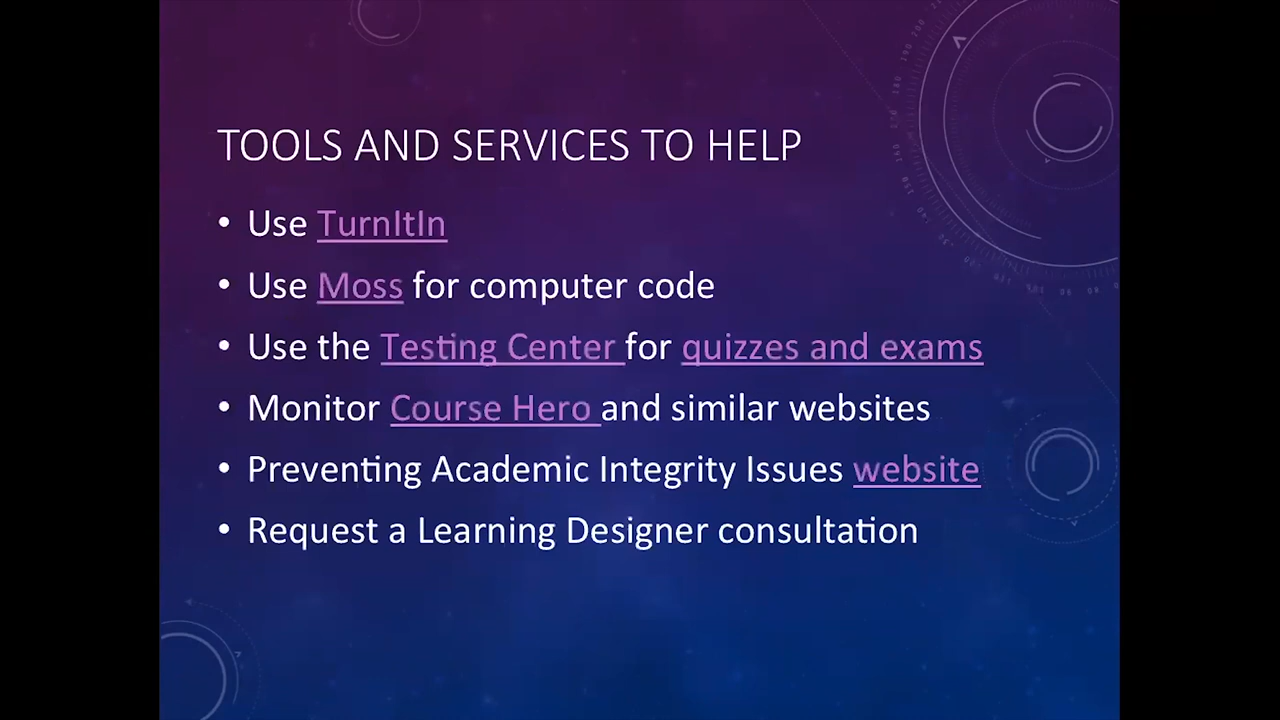 TOOLS AND SERVICES TO HELP
• Use TurnItIn
• Use Moss for computer code
• Use the Testing Center for quizzes and exams
• Monitor Course Hero and similar websites
• Preventing Academic Integrity Issues website
• Request a Learning Designer consultation